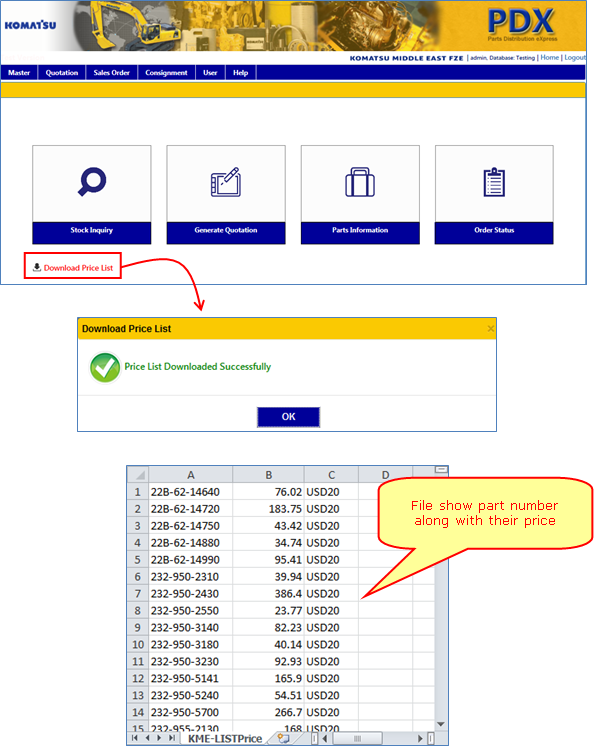 KOMATSU
PDX
Parts Distribution eXpress
KOMATSU MIDDLE EAST FZE | admin, Database: Testing | Home | Logout
Master Quotation Sales Order Consignment User Help
Stock Inquiry Generate Quotation Parts Information Order Status
Download Price List
Download Price List ×
Price List Downloaded Successfully
OK
A B C D
1 22B-62-14640 76.02 USD20
2 22B-62-14720 183.75 USD20
3 22B-62-14750 43.42 USD20
4 22B-62-14880 34.74 USD20
5 22B-62-14990 95.41 USD20
6 232-950-2310 39.94 USD20
7 232-950-2430 386.4 USD20
8 232-950-2550 23.77 USD20
9 232-950-3140 82.23 USD20
10 232-950-3180 40.14 USD20
11 232-950-3230 92.93 USD20
12 232-950-5141 165.9 USD20
13 232-950-5240 54.51 USD20
14 232-950-5700 266.7 USD20
15 232-955-2130 168 USD20
KME-LISTPrice
File show part number
along with their price